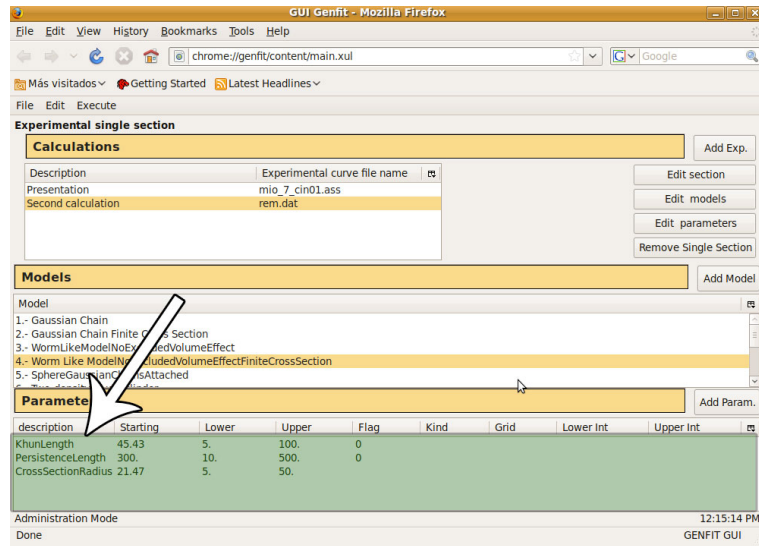 GUI Genfit - Mozilla Firefox
File Edit View History Bookmarks Tools Help
chrome://genfit/content/main.xul
Google
Más visitados Getting Started Latest Headlines
File Edit Execute
Experimental single section
Calculations
Add Exp.
Description Experimental curve file name
Presentation mio_7_cin01.ass
Second calculation rem.dat
Edit section
Edit models
Edit parameters
Remove Single Section
Models
Add Model
Model
1.- Gaussian Chain
2.- Gaussian Chain Finite Section
3.- WormLikeModelNoExc
4.- Worm Like Mode
5.- SphereGaus
Parame
Add Param.
description Starting Lower Upper Flag Kind Grid Lower Int Upper Int
KhunLength 45.43 5. 100. 0
PersistenceLength 300. 10. 500. 0
CrossSectionRadius 21.47 5. 50.
Administration Mode 12:15:14 PM
Done GENFIT GUI